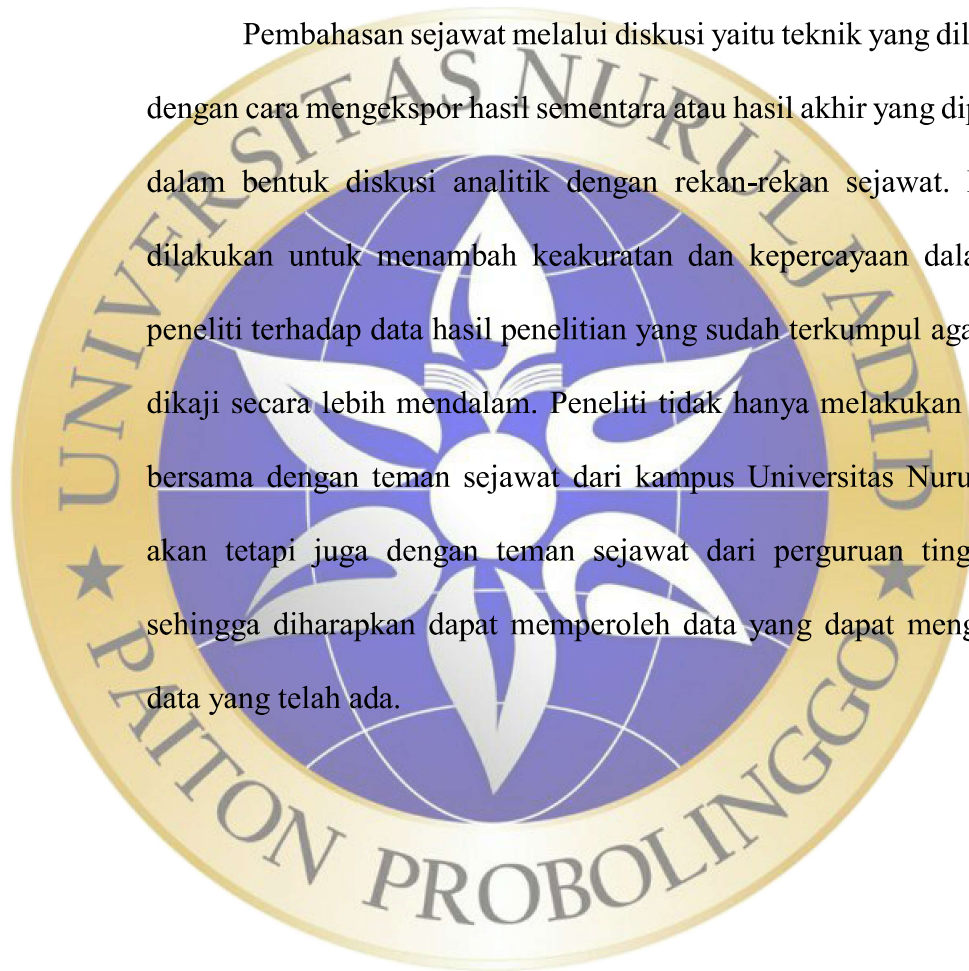 Pembahasan sejawat melalui diskusi yaitu teknik yang
dengan cara mengekspor hasil sementara atau hasil akhir yang
dalam bentuk diskusi analitik dengan rekan-rekan sejawat.
dilakukan untuk menambah keakuratan dan kepercayaan
peneliti terhadap data hasil penelitian yang sudah terkumpul
dikaji secara lebih mendalam. Peneliti tidak hanya melakukan
bersama dengan teman sejawat dari kampus Universitas
akan tetapi juga dengan teman sejawat dari perguruan
sehingga diharapkan dapat memperoleh data yang dapat
data yang telah ada.
UNIVERSITAS NURUL JADID
PAITON PROBOLINGGO